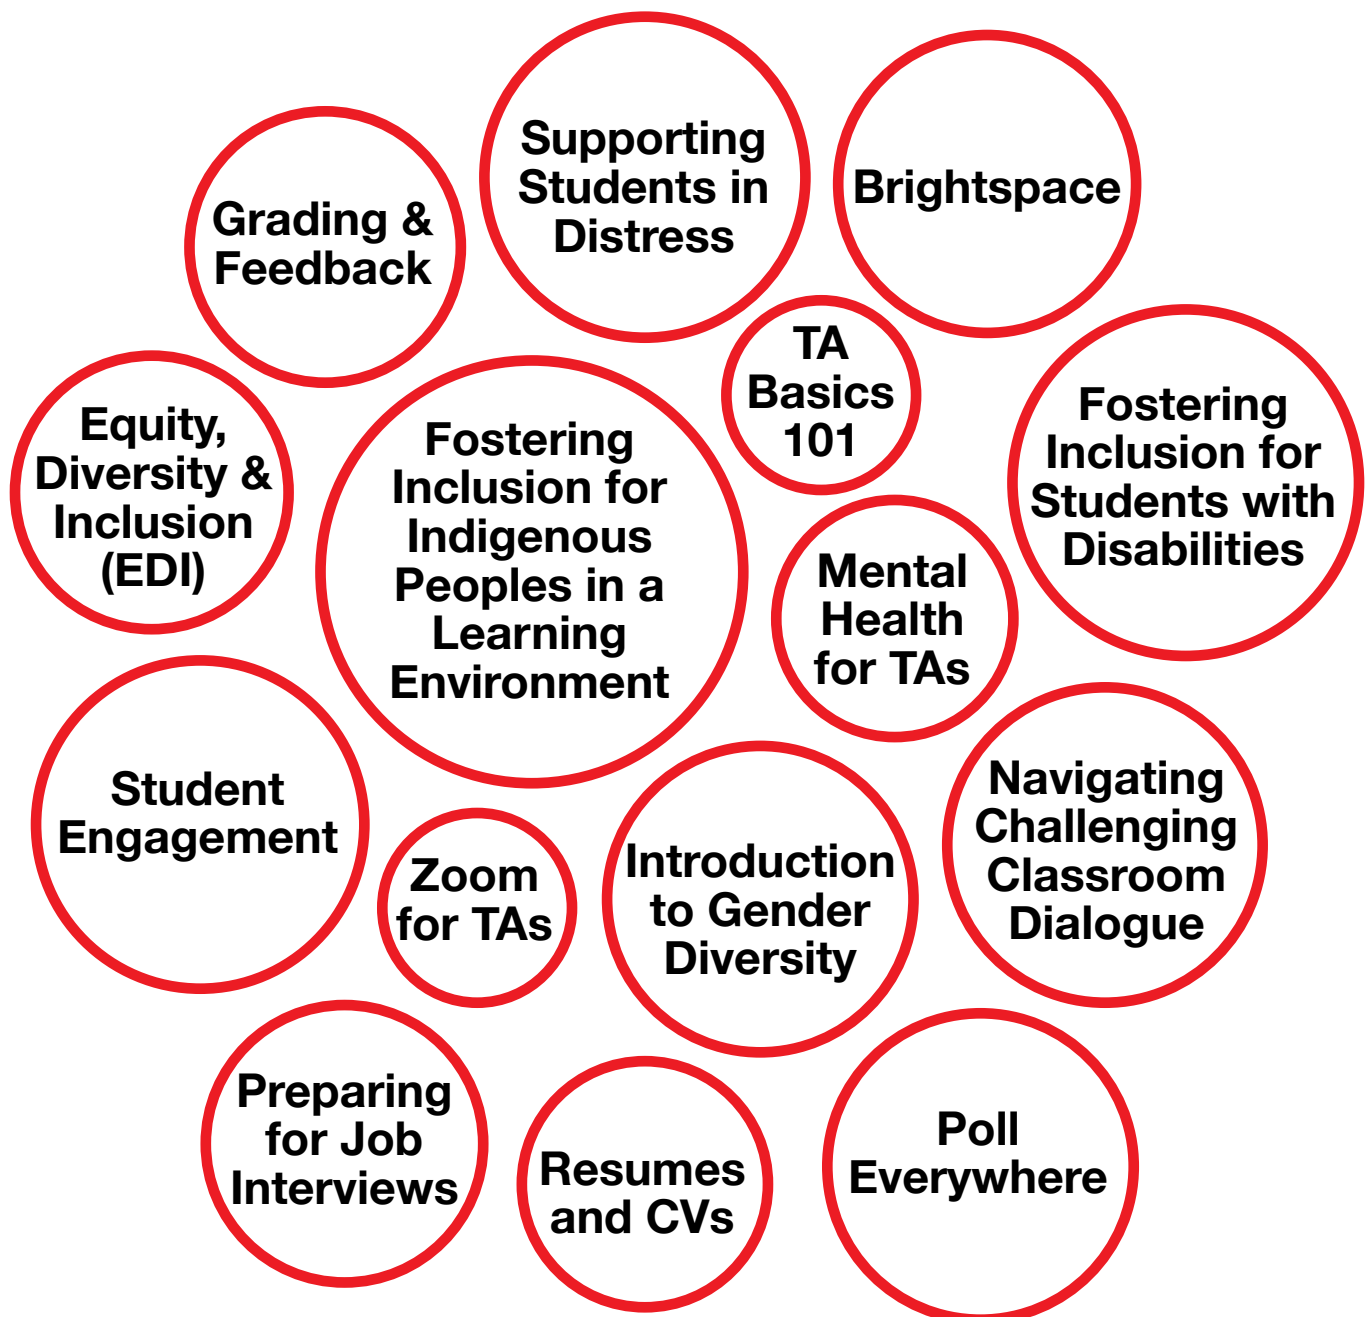 Supporting
Students in
Distress
Brightspace
Grading &
Feedback
TA
Basics
101
Fostering
Inclusion for
Students with
Disabilities
Equity,
Diversity &
Inclusion
(EDI)
Fostering
Inclusion for
Indigenous
Peoples in a
Learning
Environment
Mental
Health
for TAs
Student
Engagement
Zoom
for TAs
Introduction
to Gender
Diversity
Navigating
Challenging
Classroom
Dialogue
Preparing
for Job
Interviews
Resumes
and CVs
Poll
Everywhere